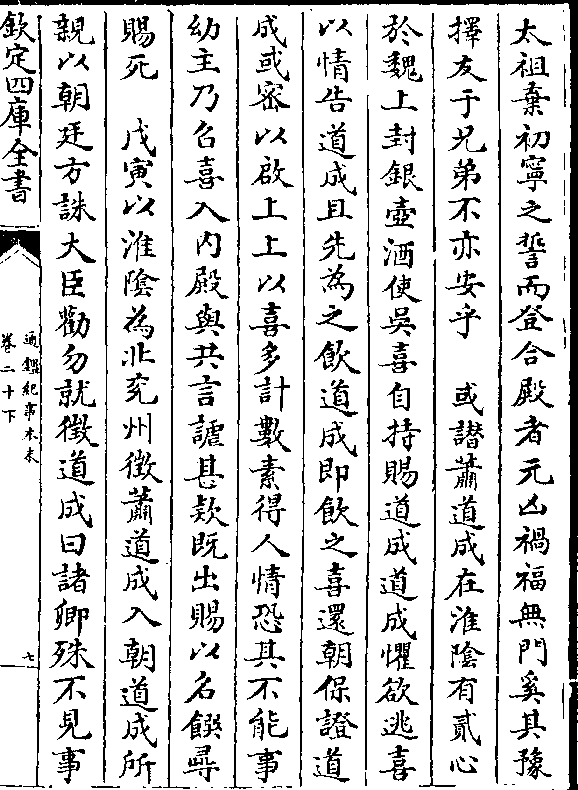 太祖棄初寧之誓而登合殿者元凶禍福無門奚其豫
擇友于兄弟不亦安乎　或譖蕭道成在淮陰有貳心
於魏上封銀壺酒使吳喜自持賜道成道成懼欲逃喜
以情告道成且先為之飲道成即飲之喜還朝保證道
成或密以啟上上以喜多計數素得人情恐其不能事
幼主乃召喜入内殿與共言謔甚欵既出賜以名饌尋
賜死　戊寅以淮陰為北兖州徵蕭道成入朝道成所
親以朝廷方誅大臣勸勿就徵道成曰諸卿殊不見事
欽定四庫全書
通鑑紀事本末
卷二十下
七